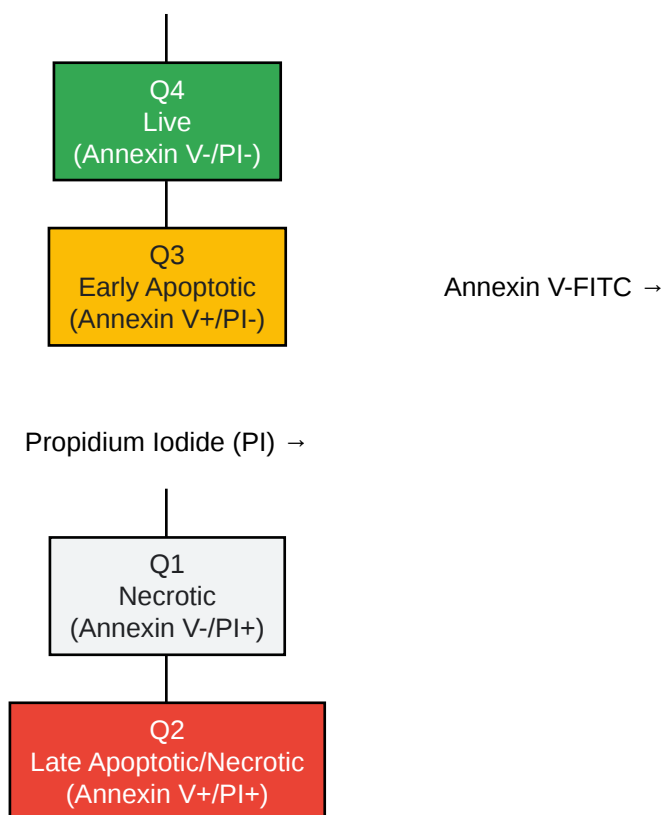 Q4
Live
(Annexin V-/PI-)
Q3
Early Apoptotic
(Annexin V+/PI-)
Annexin V-FITC →
Propidium Iodide (PI) →
Q1
Necrotic
(Annexin V-/PI+)
Q2
Late Apoptotic/Necrotic
(Annexin V+/PI+)